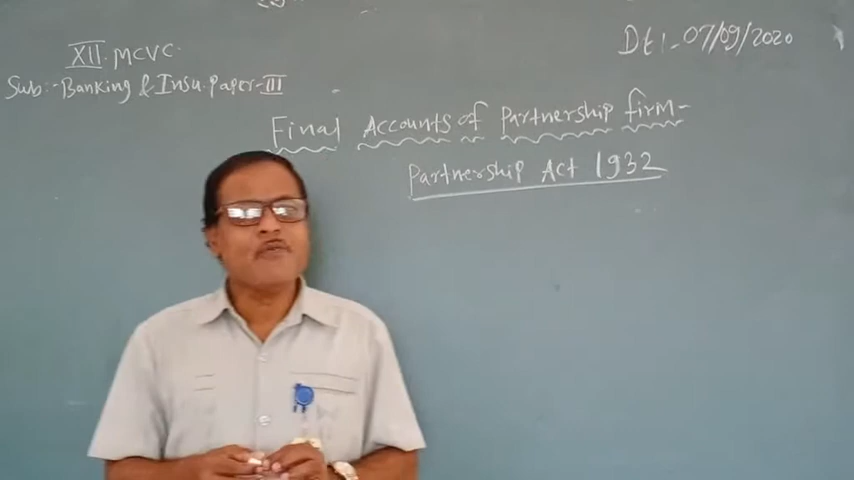 XII. MCVC.
Dt:- 07/09/2020
Sub:- Banking & Insu. Paper-III
Final Accounts of Partnership firm-
Partnership Act 1932